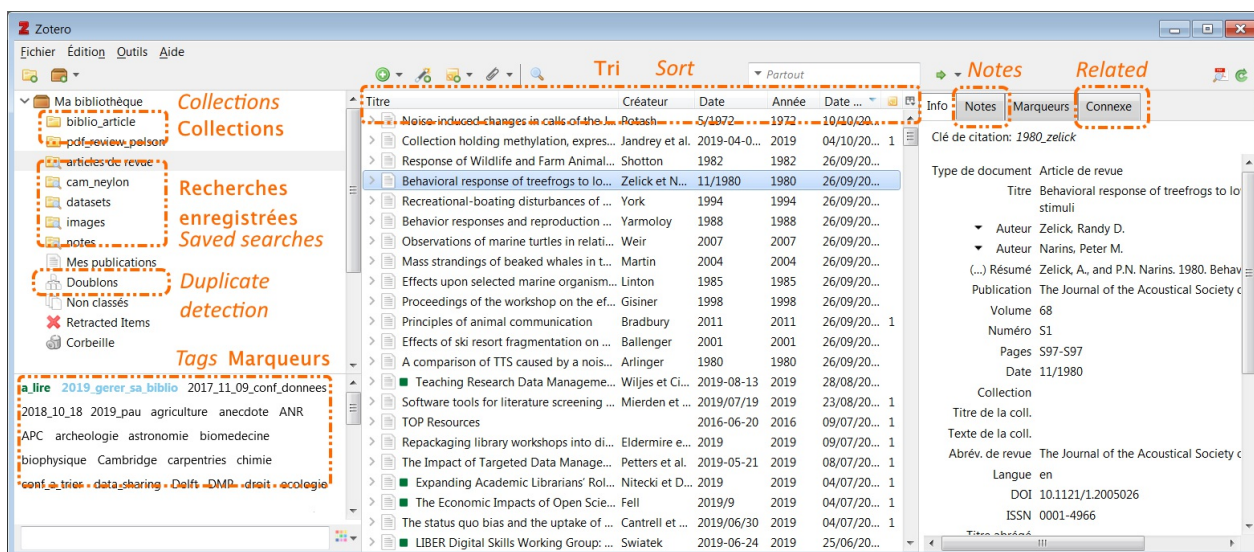 Zotero
Fichier Édition Outils Aide
Tri Sort
Partout
Notes Related
Ma bibliothèque
Collections
biblio_article
Collections
pdf_review_polson
articles de revue
cam_neylon
Recherches
datasets
enregistrées
images
Saved searches
notes
Mes publications
Doublons
Duplicate
detection
Non classés
Retracted Items
Corbeille
Tags Marqueurs
a_lire 2019_gerer_sa_biblio 2017_11_09_conf_donnees
2018_10_18 2019_pau agriculture anecdote ANR
APC archeologie astronomie biomedecine
biophysique Cambridge carpentries chimie
conf_a_trier data_sharing Delft DMP droit ecologie
Titre Créateur Date Année Date ...
Noise-induced changes in calls of the ... Potash 5/1972 1972 10/10/20...
Collection holding methylation, expres... Jandrey et al. 2019-04-0... 2019 04/10/20... 1
Response of Wildlife and Farm Animal... Shotton 1982 1982 26/09/20...
Behavioral response of treefrogs to lo... Zelick et N... 11/1980 1980 26/09/20...
Recreational-boating disturbances of ... York 1994 1994 26/09/20...
Behavior responses and reproduction ... Yarmoloy 1988 1988 26/09/20...
Observations of marine turtles in relati... Weir 2007 2007 26/09/20...
Mass strandings of beaked whales in t... Martin 2004 2004 26/09/20...
Effects upon selected marine organism... Linton 1985 1985 26/09/20...
Proceedings of the workshop on the ef... Gisiner 1998 1998 26/09/20...
Principles of animal communication Bradbury 2011 2011 26/09/20... 1
Effects of ski resort fragmentation on ... Ballenger 2001 2001 26/09/20...
A comparison of TTS caused by a nois... Arlinger 1980 1980 26/09/20...
Teaching Research Data Manageme... Wiljes et Ci... 2019-08-13 2019 28/08/20...
Software tools for literature screening ... Mierden et ... 2019/07/19 2019 23/08/20... 1
TOP Resources 2016-06-20 2016 09/07/20... 1
Repackaging library workshops into di... Eldermire e... 2019 2019 09/07/20... 1
The Impact of Targeted Data Manage... Petters et al. 2019-05-21 2019 08/07/20... 1
Expanding Academic Librarians' Rol... Nitecki et D... 2019 2019 04/07/20... 1
The Economic Impacts of Open Scie... Fell 2019/9 2019 04/07/20... 1
The status quo bias and the uptake of ... Cantrell et ... 2019/06/30 2019 04/07/20... 1
LIBER Digital Skills Working Group: ... Swiatek 2019-06-24 2019 25/06/20...
Info Notes Marqueurs Connexe
Clé de citation: 1980_zelick
Type de document Article de revue
Titre Behavioral response of treefrogs to lo
stimuli
Auteur Zelick, Randy D.
Auteur Narins, Peter M.
(...) Résumé Zelick, A., and P.N. Narins. 1980. Behav
Publication The Journal of the Acoustical Society o
Volume 68
Numéro S1
Pages S97-S97
Date 11/1980
Collection
Titre de la coll.
Texte de la coll.
Abrév. de revue The Journal of the Acoustical Society o
Langue en
DOI 10.1121/1.2005026
ISSN 0001-4966
Titre abrégé